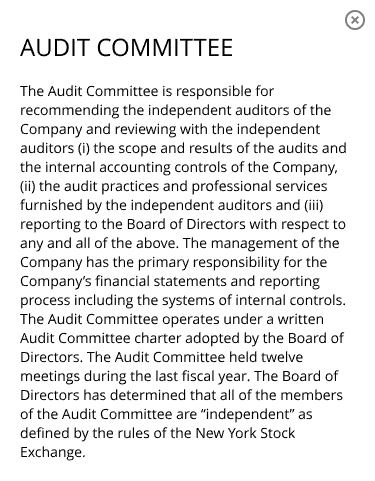 AUDIT COMMITTEE
The Audit Committee is responsible for
recommending the independent auditors of the
Company and reviewing with the independent
auditors (i) the scope and results of the audits and
the internal accounting controls of the Company,
(ii) the audit practices and professional services
furnished by the independent auditors and (iii)
reporting to the Board of Directors with respect to
any and all of the above. The management of the
Company has the primary responsibility for the
Company’s financial statements and reporting
process including the systems of internal controls.
The Audit Committee operates under a written
Audit Committee charter adopted by the Board of
Directors. The Audit Committee held twelve
meetings during the last fiscal year. The Board of
Directors has determined that all of the members
of the Audit Committee are “independent” as
defined by the rules of the New York Stock
Exchange.